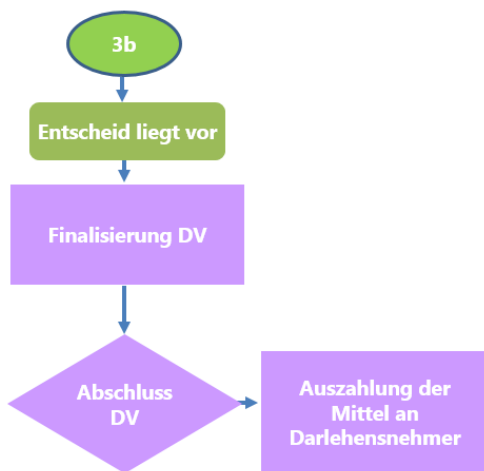 3b
Entscheid liegt vor
Finalisierung DV
Abschluss
DV
Auszahlung der
Mittel an
Darlehensnehmer